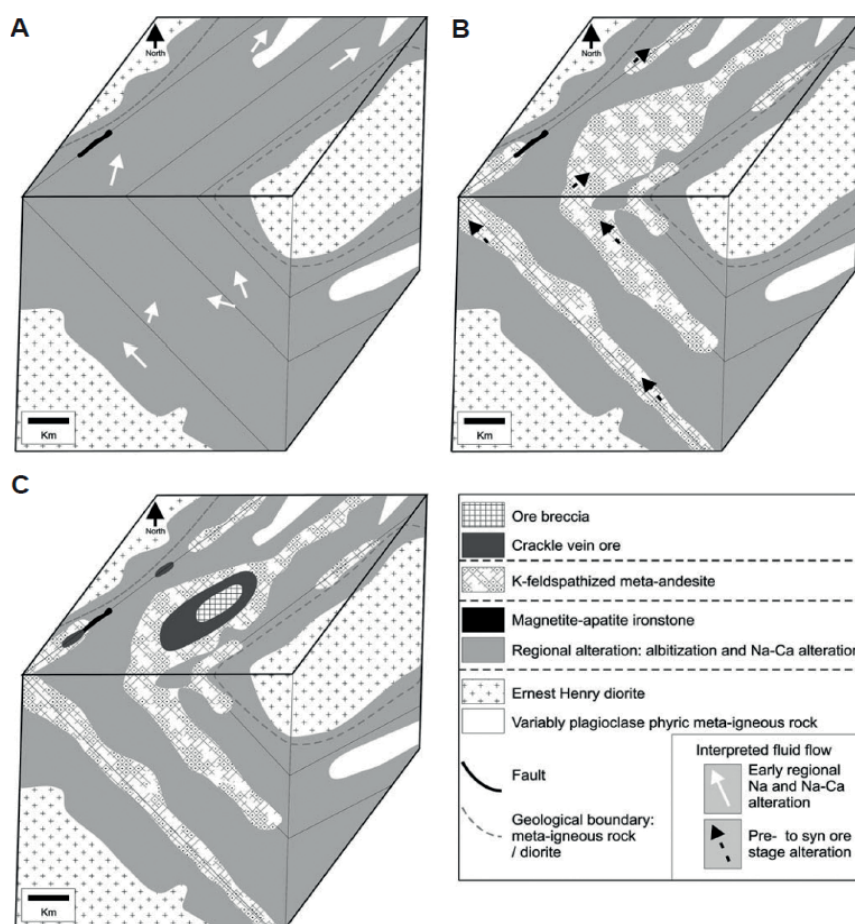 A
North
Km
B
North
Km
C
North
Km
Ore breccia
Crackle vein ore
K-feldspathized meta-andesite
Magnetite-apatite ironstone
Regional alteration: albitization and Na-Ca alteration
Ernest Henry diorite
Variably plagioclase phyric meta-igneous rock
Fault
Geological boundary:
meta-igneous rock
/ diorite
Interpreted fluid flow
Early regional
Na and Na-Ca
alteration
Pre- to syn ore
stage alteration